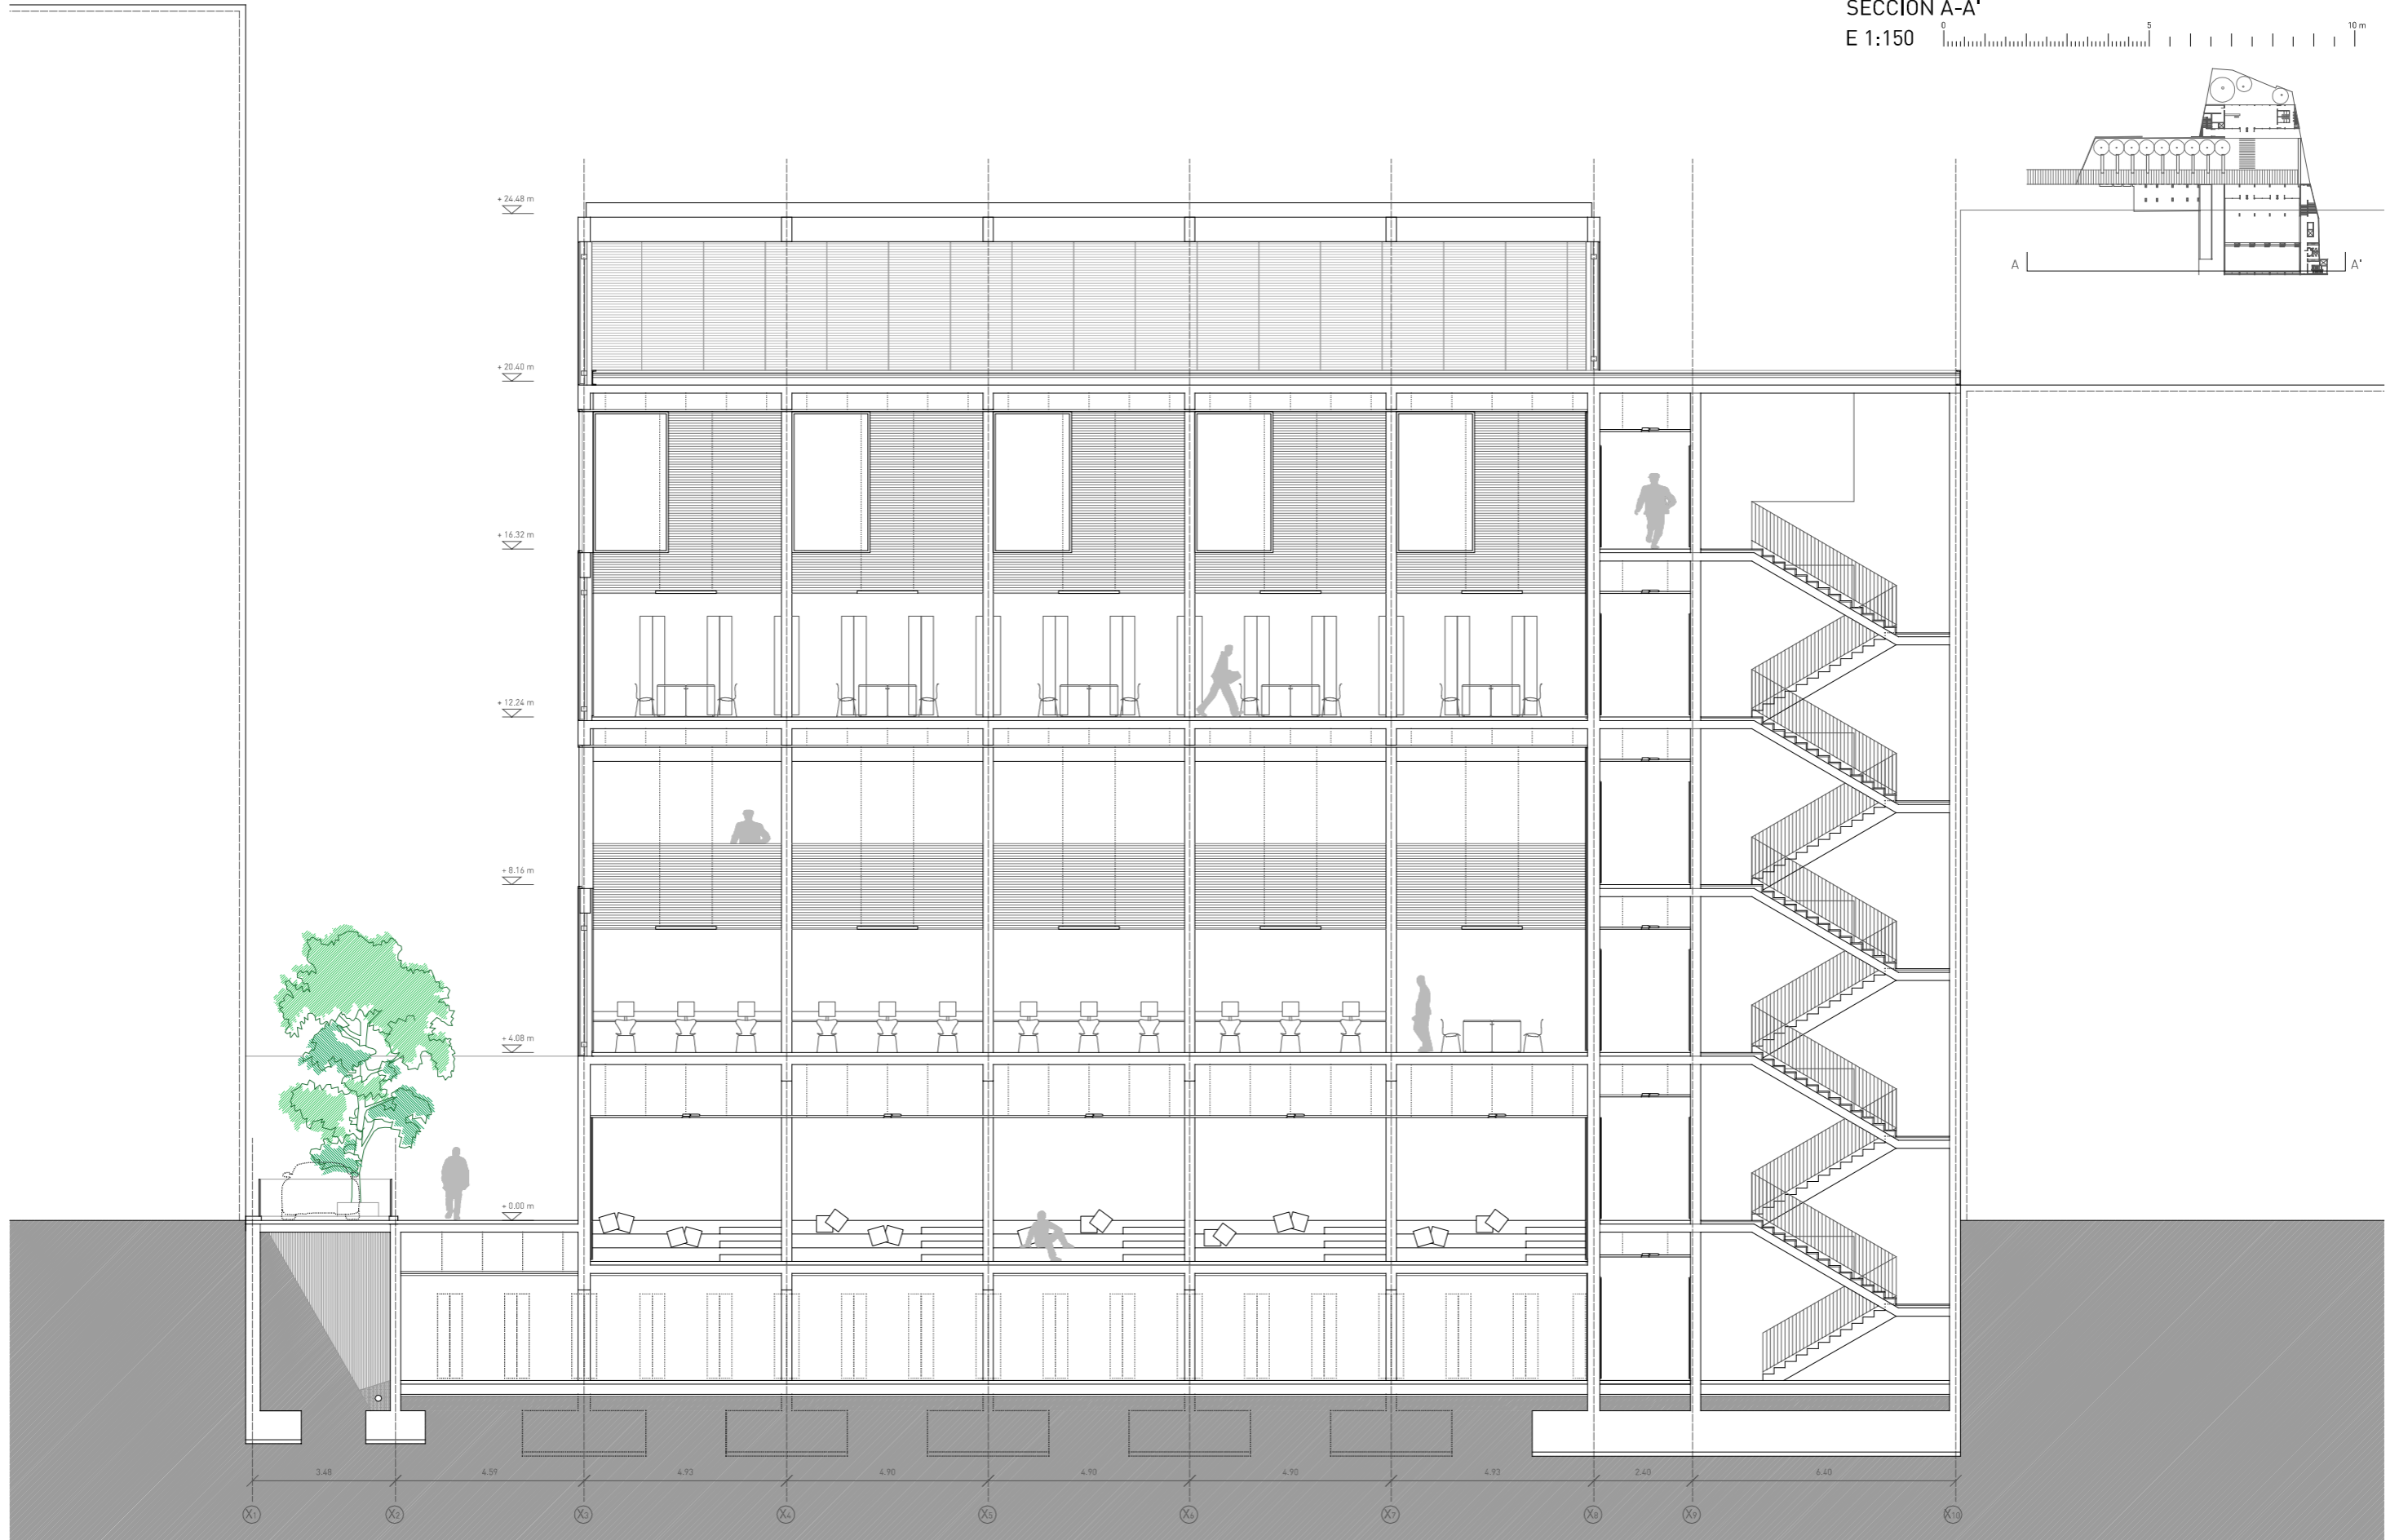 SECCION A-A'
E 1:150
0 5 10 m
A A'
+ 24.48 m
+ 20.40 m
+ 16.32 m
+ 12.24 m
+ 8.16 m
+ 4.08 m
+ 0.00 m
3.48 4.59 4.93 4.90 4.90 4.90 4.93 2.40 6.40
X1 X2 X3 X4 X5 X6 X7 X8 X9 X10